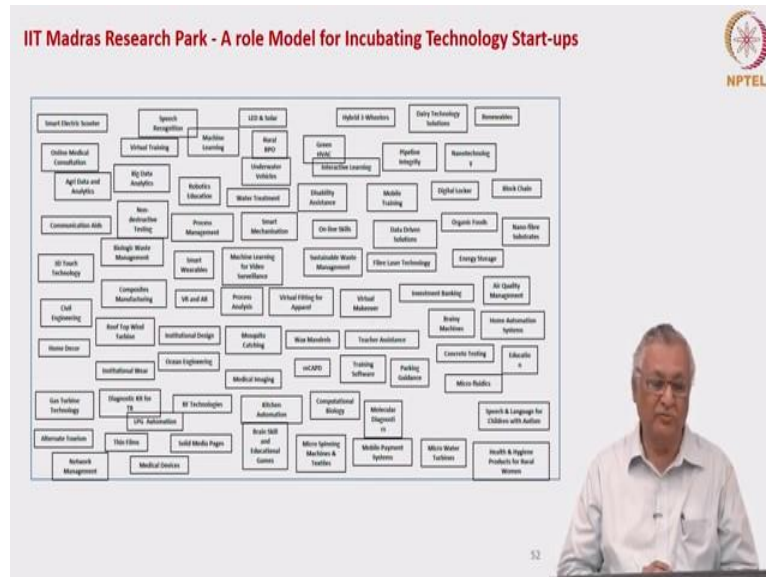 IIT Madras Research Park - A role Model for Incubating Technology Start-ups
NPTEL
Smart Electric Scooter
Speech
Recognition
LED & Solar
Hybrid 3 Wheelers
Dairy Technology
Solutions
Renewables
Online Medical
Consultation
Virtual Training
Machine
Learning
Rural
BPO
Green
HVAC
Interactive Learning
Pipeline
Integrity
Nanotechnolog
y
Agri Data and
Analytics
Big Data
Analytics
Robotics
Education
Underwater
Vehicles
Water Treatment
Disability
Assistance
Mobile
Training
Digital Locker
Block Chain
Communication Aids
Non
destructive
Testing
Process
Management
Smart
Mechanisation
On-line Skills
Data Driven
Solutions
Organic Foods
Nano fibre
Substrates
3D Touch
Technology
Biologic Waste
Management
Smart
Wearables
Machine Learning
for Video
Surveillance
Sustainable Waste
Management
Fibre Laser Technology
Energy Storage
Composites
Manufacturing
VR and AR
Process
Analysis
Virtual Fitting for
Apparel
Virtual
Makeover
Investment Banking
Air Quality
Management
Civil
Engineering
Roof Top Wind
Turbine
Institutional Design
Mosquito
Catching
Wax Mandrels
Teacher Assistance
Brainy
Machines
Home Automation
Systems
Home Decor
Institutional Wear
Ocean Engineering
Medical Imaging
mCAPD
Training
Software
Parking
Guidance
Concrete Testing
Educatio
n
Micro-fluidics
Gas Turbine
Technology
Diagnostic Kit for
TB
LPG Automation
RF Technologies
Kitchen
Automation
Computational
Biology
Molecular
Diagnosti
cs
Speech & Language for
Children with Autism
Alternate Tourism
Thin Films
Solid Media Pages
Brain Skill
and
Educational
Games
Micro Spinning
Machines &
Textiles
Mobile Payment
Systems
Micro Water
Turbines
Health & Hygiene
Products for Rural
Women
Network
Management
Medical Devices
52